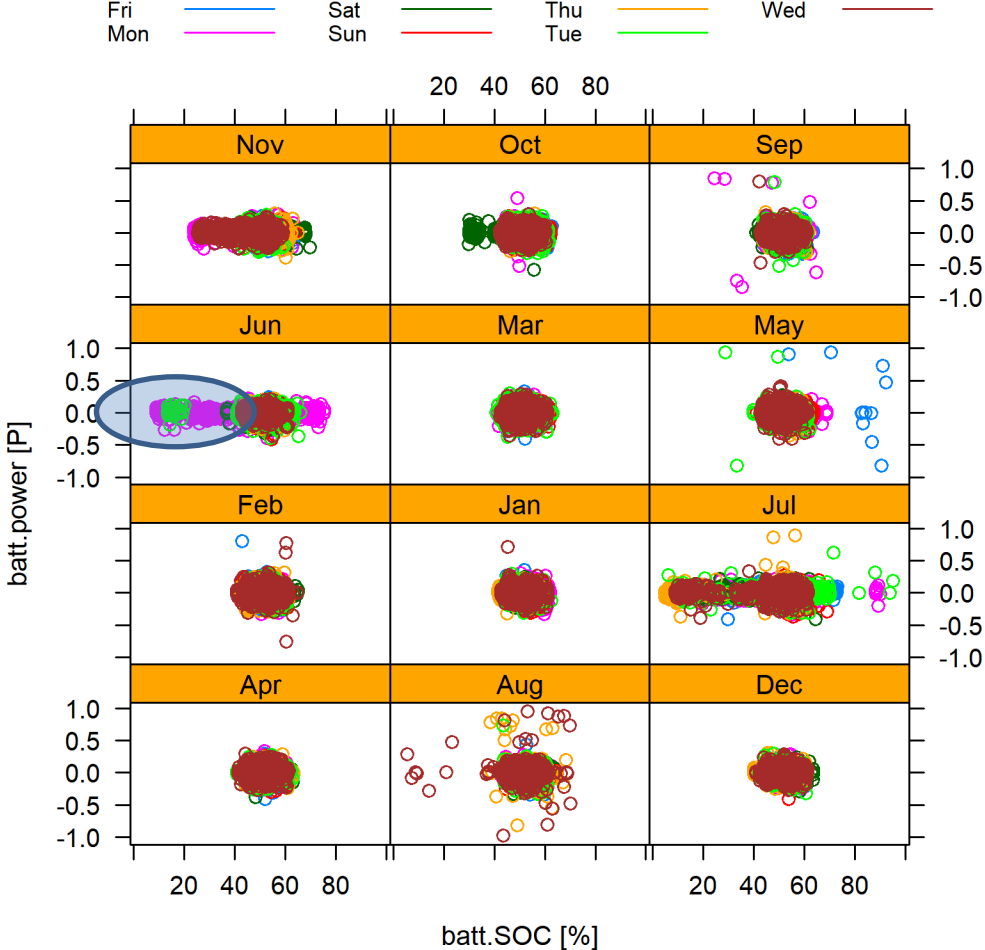 Fri Sat Thu Wed
Mon Sun Tue
20 40 60 80
Nov Oct Sep
1.0
0.5
0.0
-0.5
-1.0
Jun Mar May
1.0
0.5
0.0
-0.5
-1.0
Feb Jan Jul
1.0
0.5
0.0
-0.5
-1.0
Apr Aug Dec
1.0
0.5
0.0
-0.5
-1.0
20 40 60 80 20 40 60 80
batt.SOC [%]
batt.power [P]